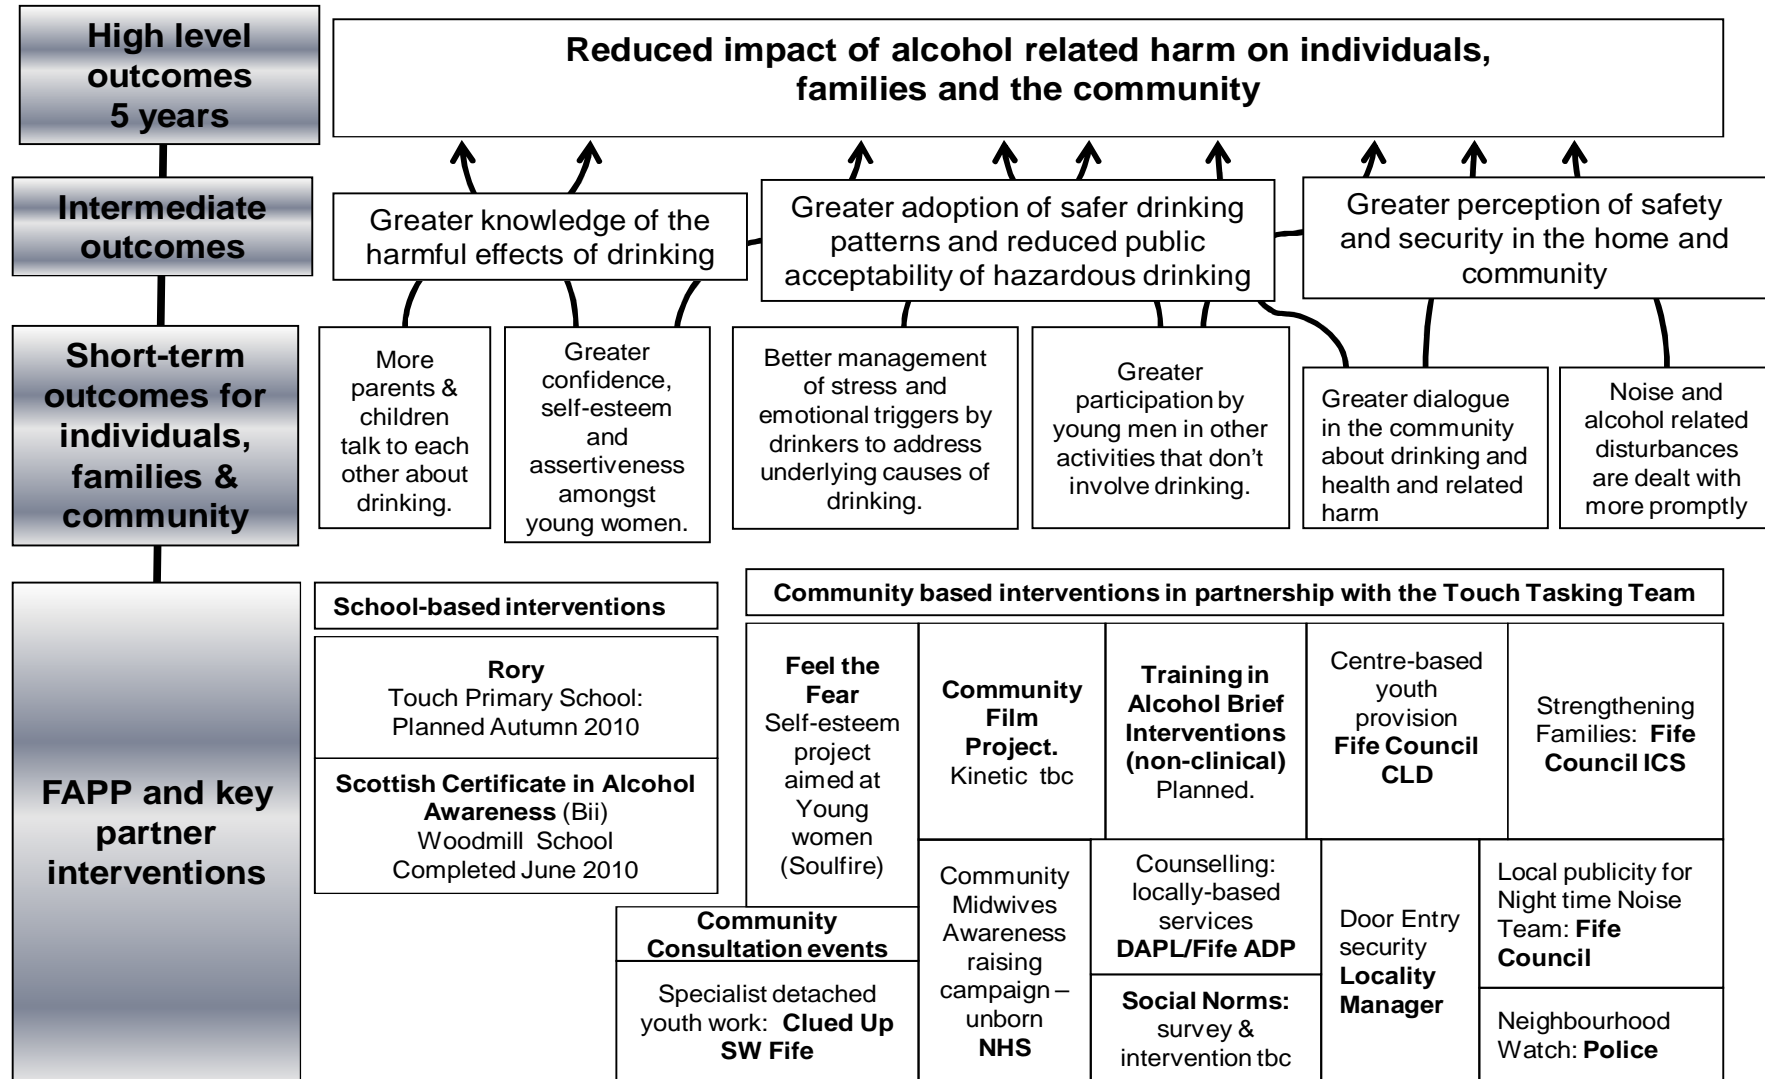 High level
outcomes
5 years
Reduced impact of alcohol related harm on individuals,
families and the community
Intermediate
outcomes
Greater knowledge of the
harmful effects of drinking
Greater adoption of safer drinking
patterns and reduced public
acceptability of hazardous drinking
Greater perception of safety
and security in the home and
community
Short-term
outcomes for
individuals,
families &
community
More
parents &
children
talk to each
other about
drinking.
Greater
confidence,
self-esteem
and
assertiveness
amongst
young women.
Better management
of stress and
emotional triggers by
drinkers to address
underlying causes of
drinking.
Greater
participation by
young men in other
activities that don't
involve drinking.
Greater dialogue
in the community
about drinking and
health and related
harm
Noise and
alcohol related
disturbances
are dealt with
more promptly
FAPP and key
partner
interventions
School-based interventions
Rory
Touch Primary School:
Planned Autumn 2010
Scottish Certificate in Alcohol
Awareness (Bii)
Woodmill School
Completed June 2010
Community based interventions in partnership with the Touch Tasking Team
Feel the
Fear
Self-esteem
project
aimed at
Young
women
(Soulfire)
Community
Film
Project.
Kinetic tbc
Training in
Alcohol Brief
Interventions
(non-clinical)
Planned.
Centre-based
youth
provision
Fife Council
CLD
Strengthening
Families: Fife
Council ICS
Community
Consultation events
Specialist detached
youth work: Clued Up
SW Fife
Community
Midwives
Awareness
raising
campaign –
unborn
NHS
Counselling:
locally-based
services
DAPL/Fife ADP
Social Norms:
survey &
intervention tbc
Door Entry
security
Locality
Manager
Local publicity for
Night time Noise
Team: Fife
Council
Neighbourhood
Watch: Police